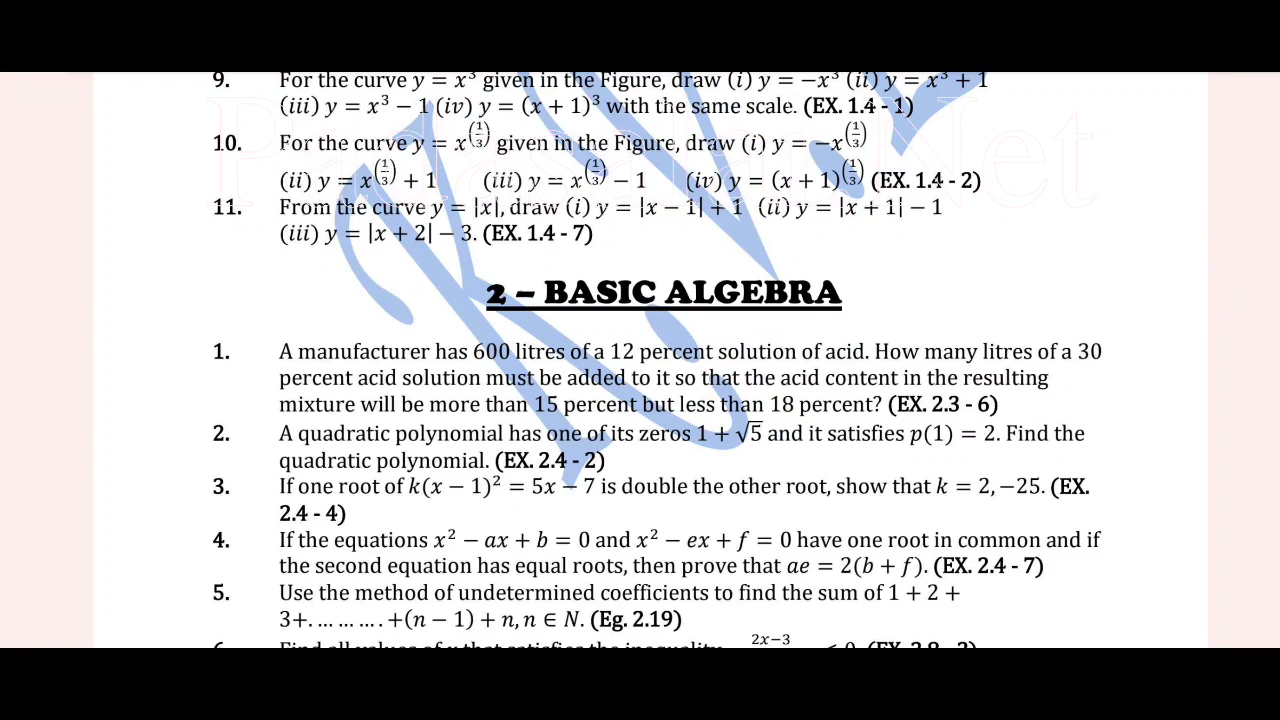 9. For the curve y = x³ given in the Figure, draw (i) y = −x³ (ii) y = x³ + 1
(iii) y = x³ − 1 (iv) y = (x + 1)³ with the same scale. (EX. 1.4 - 1)
10. For the curve y = x^(1/3) given in the Figure, draw (i) y = −x^(1/3)
(ii) y = x^(1/3) + 1 (iii) y = x^(1/3) − 1 (iv) y = (x + 1)^(1/3) (EX. 1.4 - 2)
11. From the curve y = |x|, draw (i) y = |x − 1| + 1 (ii) y = |x + 1| − 1
(iii) y = |x + 2| − 3. (EX. 1.4 - 7)
2 – BASIC ALGEBRA
1. A manufacturer has 600 litres of a 12 percent solution of acid. How many litres of a 30
percent acid solution must be added to it so that the acid content in the resulting
mixture will be more than 15 percent but less than 18 percent? (EX. 2.3 - 6)
2. A quadratic polynomial has one of its zeros 1 + √5 and it satisfies p(1) = 2. Find the
quadratic polynomial. (EX. 2.4 - 2)
3. If one root of k(x − 1)² = 5x − 7 is double the other root, show that k = 2, −25. (EX.
2.4 - 4)
4. If the equations x² − ax + b = 0 and x² − ex + f = 0 have one root in common and if
the second equation has equal roots, then prove that ae = 2(b + f). (EX. 2.4 - 7)
5. Use the method of undetermined coefficients to find the sum of 1 + 2 +
3+. … … … . +(n − 1) + n, n ∈ N. (Eg. 2.19)
6. Find all values of x that satisfies the inequality 2x−3